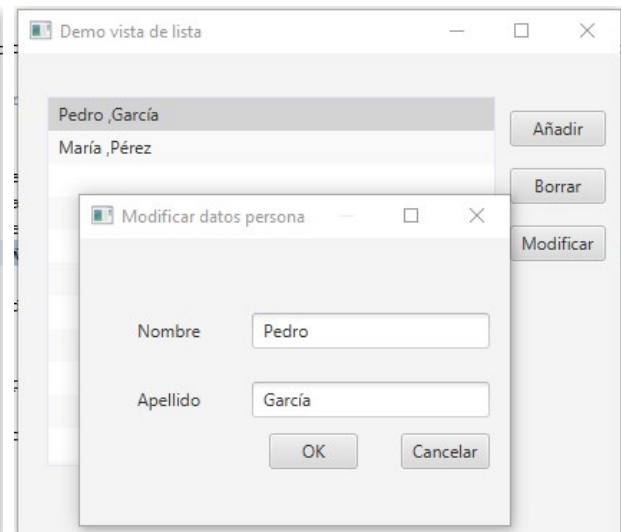 Demo vista de lista
Pedro ,García
María ,Pérez
Añadir
Borrar
Modificar
Modificar datos persona
Nombre
Pedro
Apellido
García
OK
Cancelar